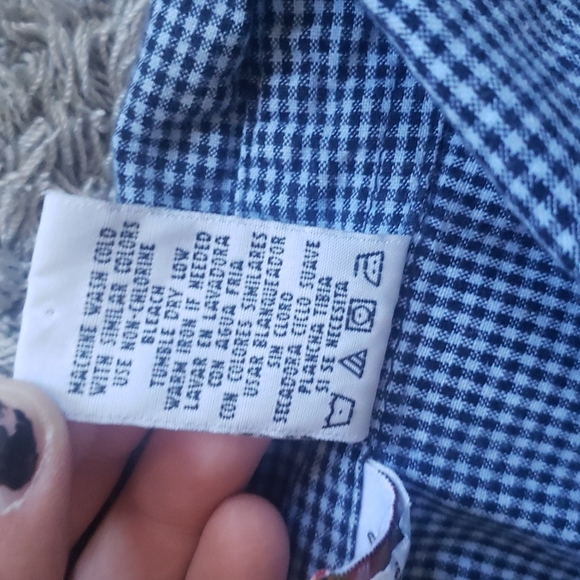 MACHINE WASH COLD
WITH SIMILAR COLORS
USE NON-CHLORINE
BLEACH
TUMBLE DRY LOW
WARM IRON IF NEEDED
LAVAR EN LAVADORA
CON AGUA FRIA
CON COLORES SIMILARES
USAR BLANQUEADOR
SIN CLORO
SECADORA CICLO SUAVE
PLANCHA TIBIA
SI SE NECESITA